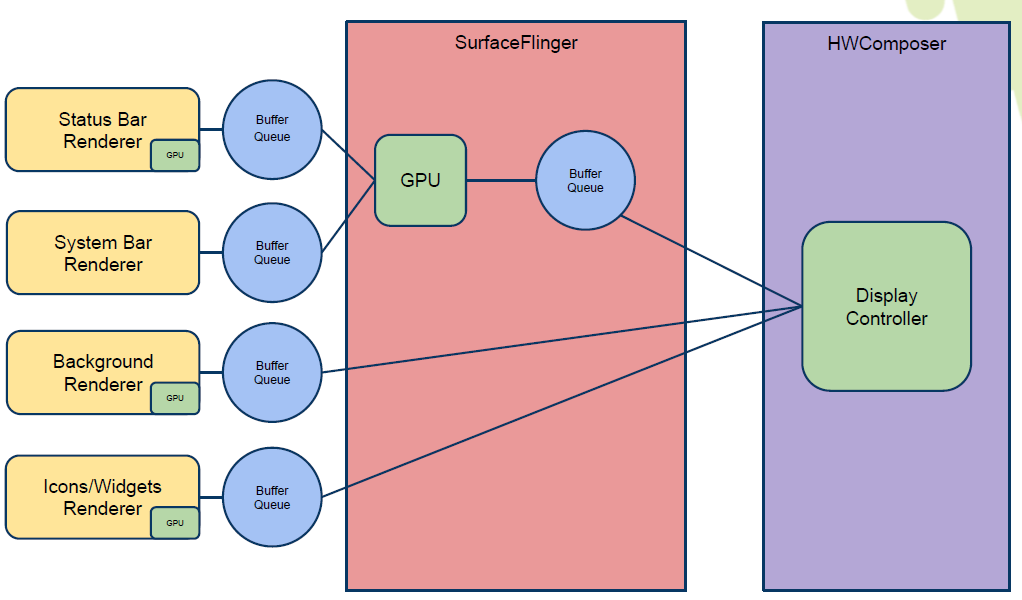 SurfaceFlinger
HWComposer
Status Bar
Renderer
GPU
Buffer
Queue
GPU
Buffer
Queue
System Bar
Renderer
Buffer
Queue
Display
Controller
Background
Renderer
GPU
Buffer
Queue
Icons/Widgets
Renderer
GPU
Buffer
Queue